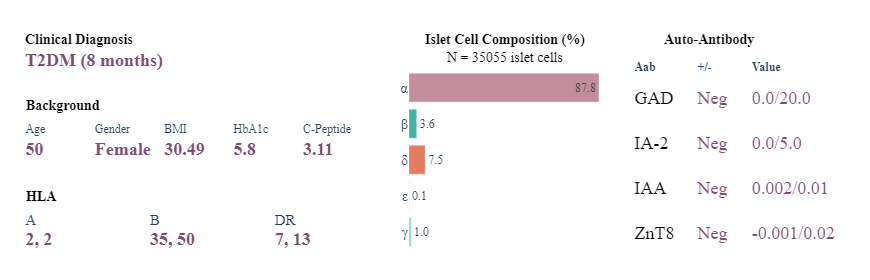 Clinical Diagnosis
T2DM (8 months)
Background
Age Gender BMI HbA1c C-Peptide
50 Female 30.49 5.8 3.11
HLA
A B DR
2, 2 35, 50 7, 13
Islet Cell Composition (%)
N = 35055 islet cells
α 87.8
β 3.6
δ 7.5
ε 0.1
γ 1.0
Auto-Antibody
Aab +/- Value
GAD Neg 0.0/20.0
IA-2 Neg 0.0/5.0
IAA Neg 0.002/0.01
ZnT8 Neg -0.001/0.02